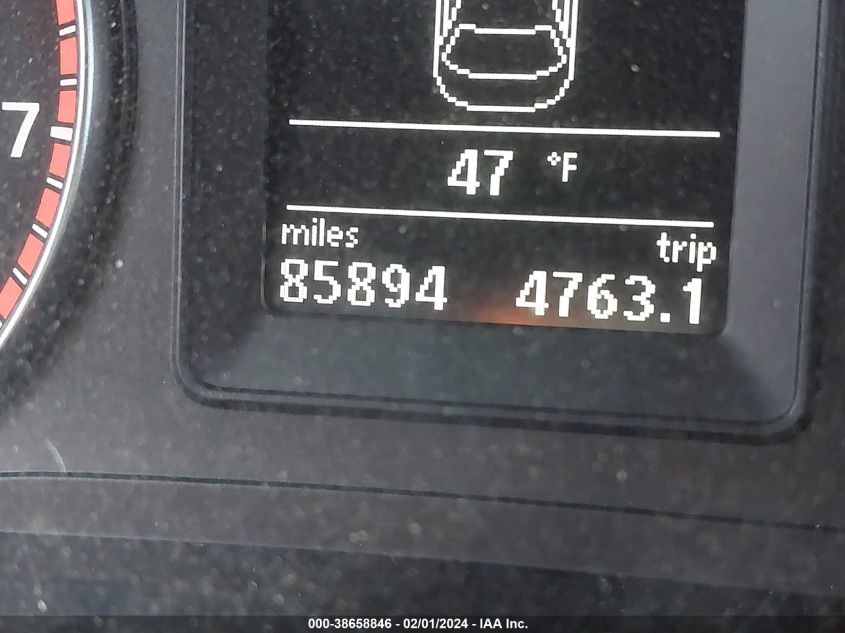 7
47 °F
miles trip
85894 4763.1
000-38658846 - 02/01/2024 - IAA Inc.